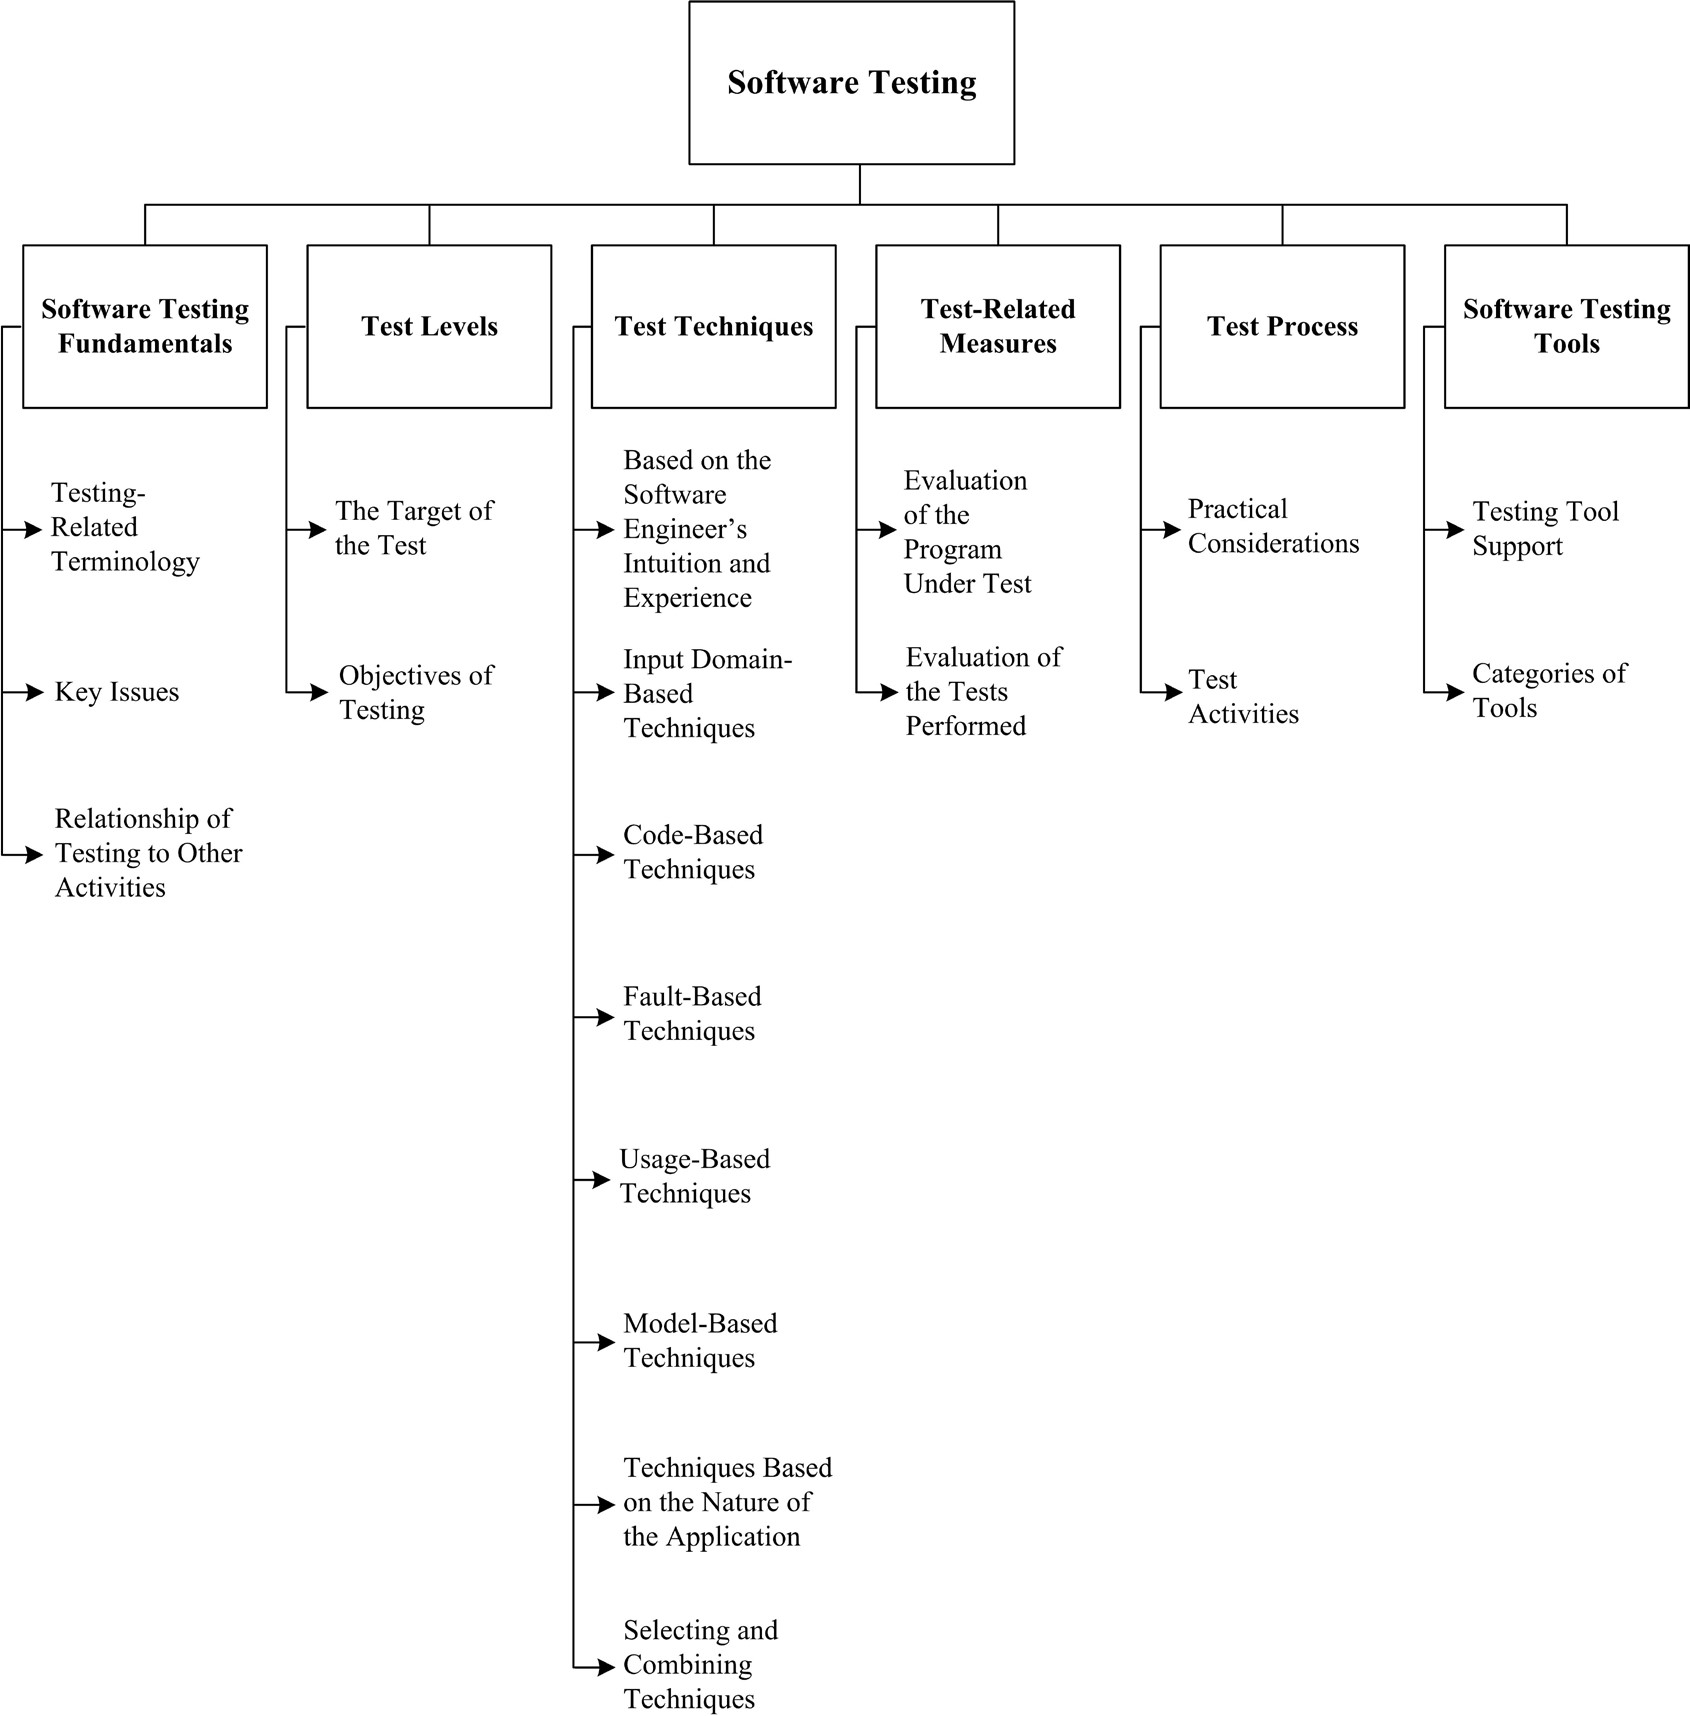 Software Testing
Software Testing
Fundamentals
Testing-
Related
Terminology
Key Issues
Relationship of
Testing to Other
Activities
Test Levels
The Target of
the Test
Objectives of
Testing
Test Techniques
Based on the
Software
Engineer’s
Intuition and
Experience
Input Domain-
Based
Techniques
Code-Based
Techniques
Fault-Based
Techniques
Usage-Based
Techniques
Model-Based
Techniques
Techniques Based
on the Nature of
the Application
Selecting and
Combining
Techniques
Test-Related
Measures
Evaluation
of the
Program
Under Test
Evaluation of
the Tests
Performed
Test Process
Practical
Considerations
Test
Activities
Software Testing
Tools
Testing Tool
Support
Categories of
Tools